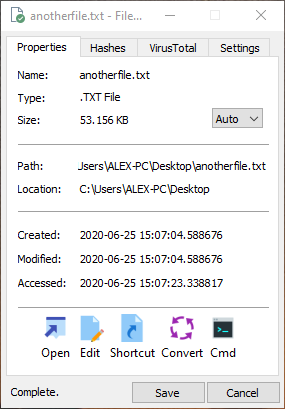 anotherfile.txt - File...
Properties Hashes VirusTotal Settings
Name: anotherfile.txt
Type: .TXT File
Size: 53.156 KB Auto
Path: Users\ALEX-PC\Desktop\anotherfile.txt
Location: C:\Users\ALEX-PC\Desktop
Created: 2020-06-25 15:07:04.588676
Modified: 2020-06-25 15:07:04.588676
Accessed: 2020-06-25 15:07:23.338817
Open Edit Shortcut Convert Cmd
Complete. Save Cancel